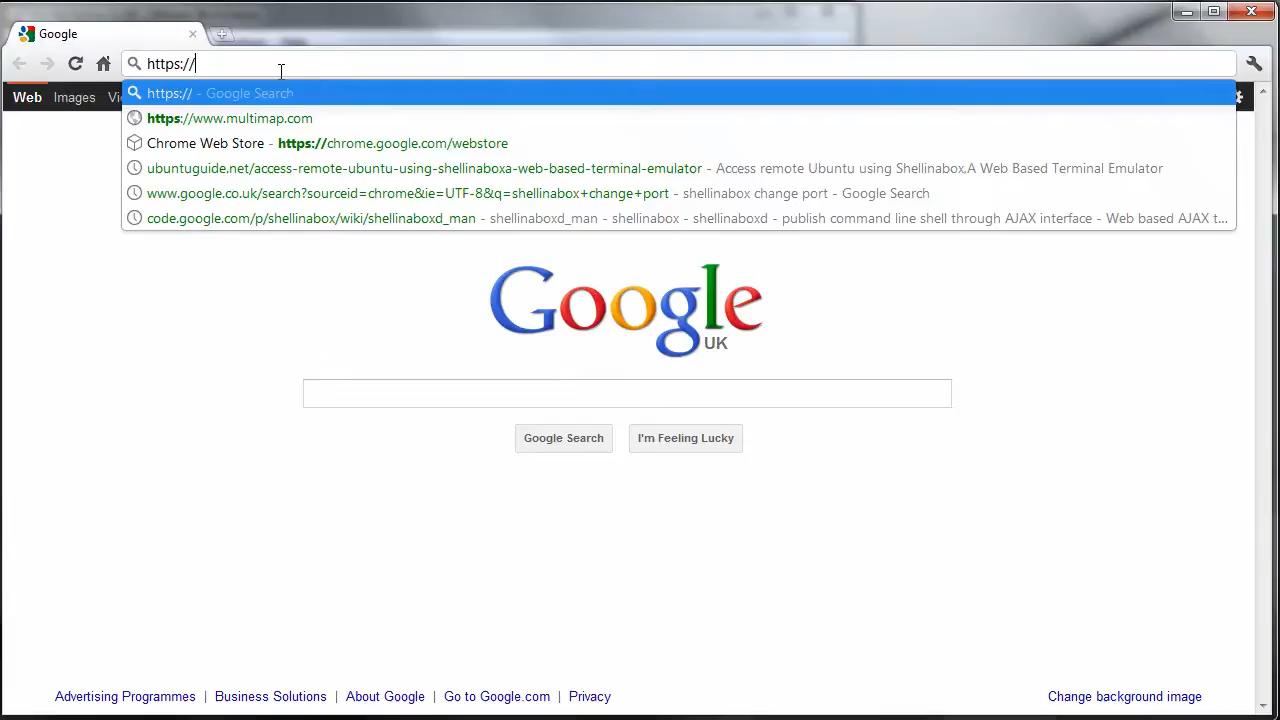 Google
https://
https:// - Google Search
https://www.multimap.com
Chrome Web Store - https://chrome.google.com/webstore
ubuntuguide.net/access-remote-ubuntu-using-shellinaboxa-web-based-terminal-emulator - Access remote Ubuntu using Shellinabox,A Web Based Terminal Emulator
www.google.co.uk/search?sourceid=chrome&ie=UTF-8&q=shellinabox+change+port - shellinabox change port - Google Search
code.google.com/p/shellinabox/wiki/shellinaboxd_man - shellinaboxd_man - shellinabox - shellinaboxd - publish command line shell through AJAX interface - Web based AJAX t...
Web Images Vi
Google
UK
Google Search I'm Feeling Lucky
Advertising Programmes | Business Solutions | About Google | Go to Google.com | Privacy Change background image